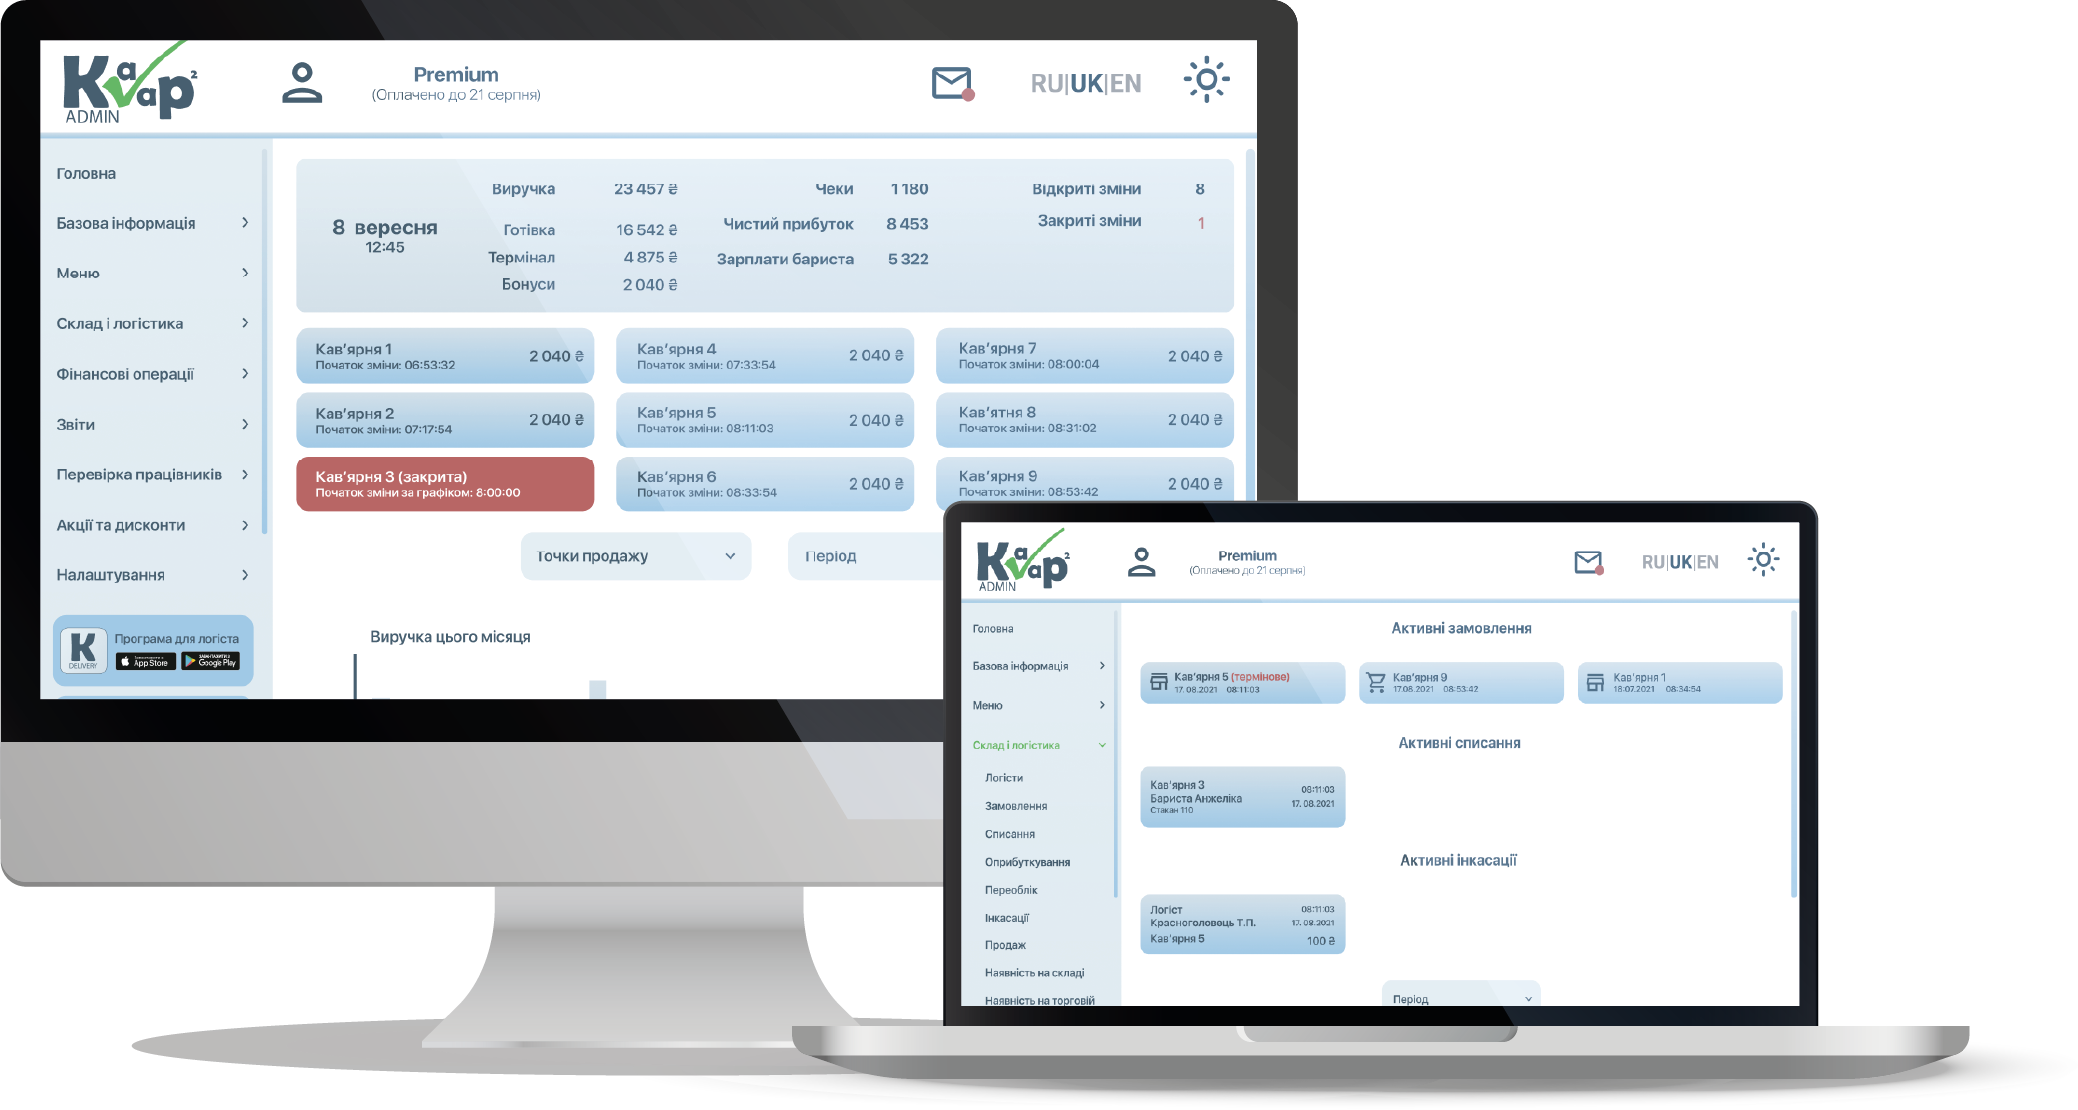 Каvар²
ADMIN
Premium
(Оплачено до 21 серпня)
RU|UK|EN
Головна
Базова інформація
Меню
Склад і логістика
Фінансові операції
Звіти
Перевірка працівників
Акції та дисконти
Налаштування
K
DELIVERY
Програма для логіста
App Store
Google Play
8 вересня
12:45
Виручка 23 457 ₴
Готівка 16 542 ₴
Термінал 4 875 ₴
Бонуси 2 040 ₴
Чеки 1 180
Чистий прибуток 8 453
Зарплати бариста 5 322
Відкриті зміни 8
Закриті зміни 1
Кав’ярня 1 2 040 ₴
Початок зміни: 06:53:32
Кав’ярня 4 2 040 ₴
Початок зміни: 07:33:54
Кав’ярня 7 2 040 ₴
Початок зміни: 08:00:04
Кав’ярня 2 2 040 ₴
Початок зміни: 07:17:54
Кав’ярня 5 2 040 ₴
Початок зміни: 08:11:03
Кав’ятня 8 2 040 ₴
Початок зміни: 08:31:02
Кав’ярня 3 (закрита)
Початок зміни за графіком: 8:00:00
Кав’ярня 6 2 040 ₴
Початок зміни: 08:33:54
Кав’ярня 9 2 040 ₴
Початок зміни: 08:53:42
Точки продажу
Період
Виручка цього місяця
Каvар²
ADMIN
Premium
(Оплачено до 21 серпня)
RU|UK|EN
Головна
Базова інформація
Меню
Склад і логістика
Логісти
Замовлення
Списання
Оприбуткування
Переоблік
Інкасації
Продаж
Наявність на складі
Наявність на торговій
Активні замовлення
Кав’ярня 5 (термінове)
17. 08.2021 08:11:03
Кав’ярня 9
17.08.2021 08:53:42
Кав’ярня 1
18.07.2021 08:34:54
Активні списання
Кав’ярня 3 08:11:03
Бариста Анжеліка 17. 08.2021
Стакан 110
Активні інкасації
Логіст 08:11:03
Красноголовець Т.П. 17. 08.2021
Кав’ярня 5 100 ₴
Період